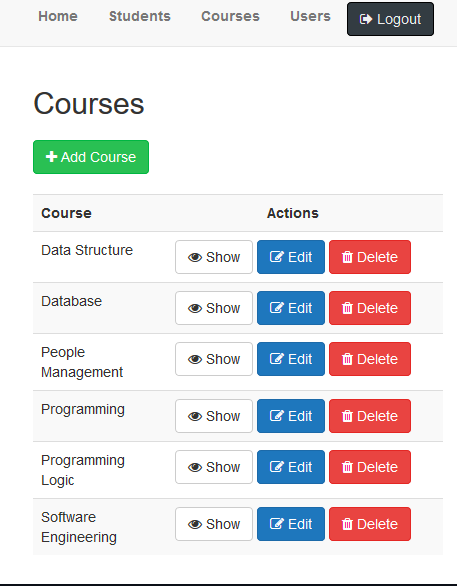 Home Students Courses Users Logout
Courses
Add Course
Course Actions
Data Structure Show Edit Delete
Database Show Edit Delete
People Show Edit Delete
Management
Programming Show Edit Delete
Programming Show Edit Delete
Logic
Software Show Edit Delete
Engineering